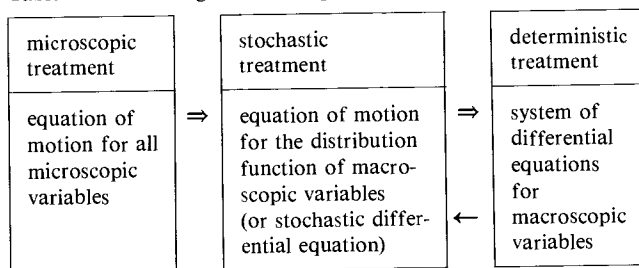 microscopic
treatment
equation of
motion for all
microscopic
variables
⇒
stochastic
treatment
equation of motion
for the distribution
function of macro-
scopic variables
(or stochastic differ-
ential equation)
⇒
←
deterministic
treatment
system of
differential
equations
for
macroscopic
variables